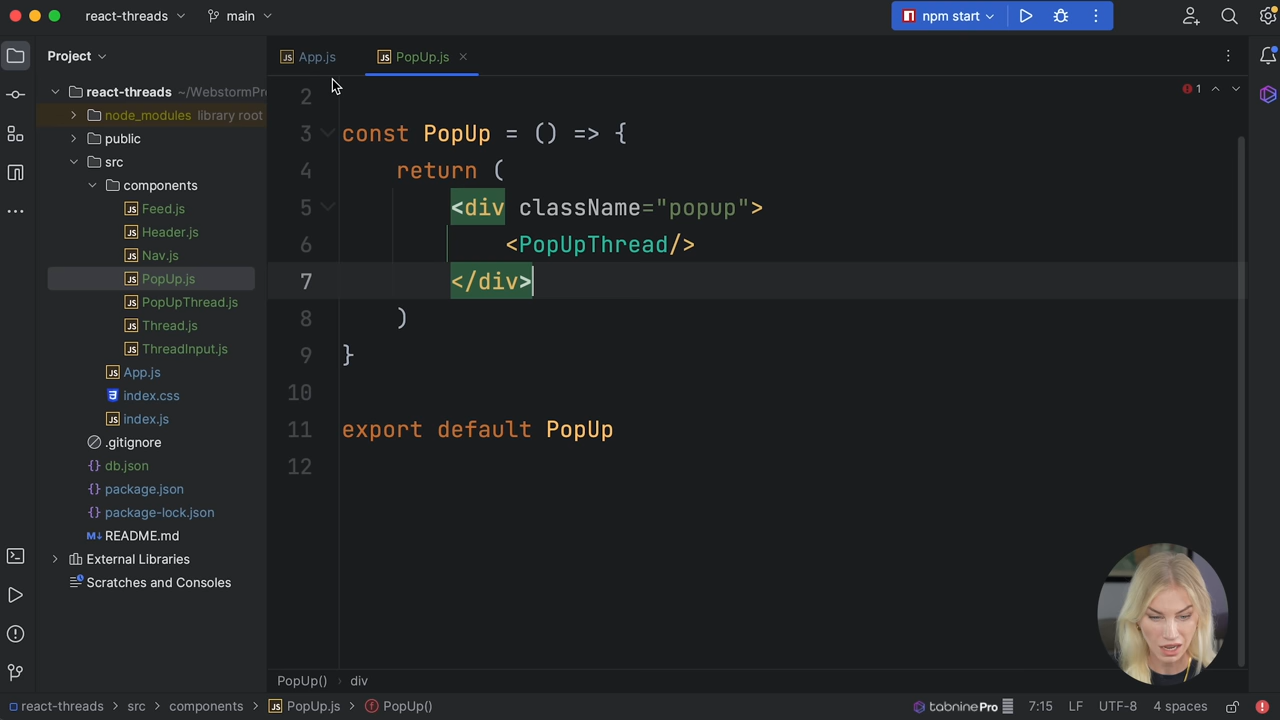 react-threads
main
npm start
Project
App.js
PopUp.js
react-threads ~/WebstormPr
node_modules library root
public
src
components
Feed.js
Header.js
Nav.js
PopUp.js
PopUpThread.js
Thread.js
ThreadInput.js
App.js
index.css
index.js
.gitignore
db.json
package.json
package-lock.json
README.md
External Libraries
Scratches and Consoles
1
2
3 const PopUp = () => {
4 return (
5 <div className="popup">
6 <PopUpThread/>
7 </div>
8 )
9 }
10
11 export default PopUp
12
PopUp() div
react-threads src components PopUp.js PopUp()
tabninePro 7:15 LF UTF-8 4 spaces